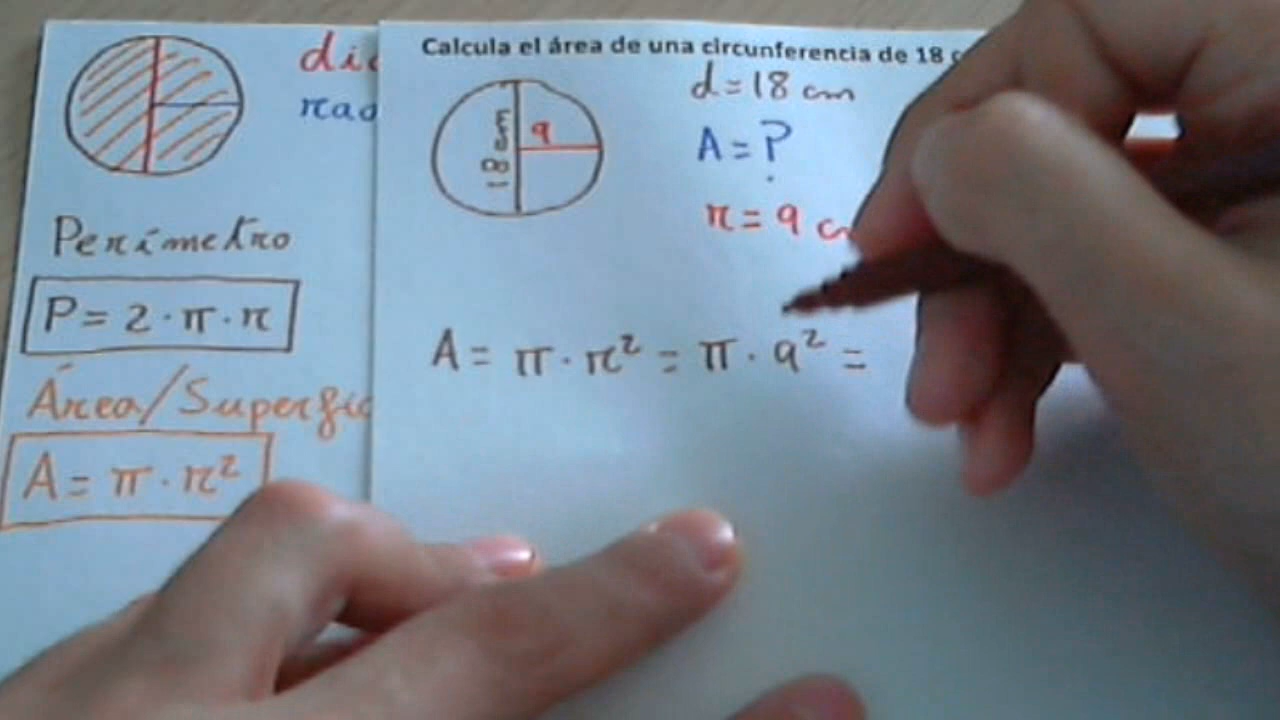 Perímetro
P = 2 · π · r
Área/
A = π · r²
Calcula el área de una circunferencia de 18
18 cm
9
d = 18 cm
A = ?
r = 9
A = π · r² = π · 9² =